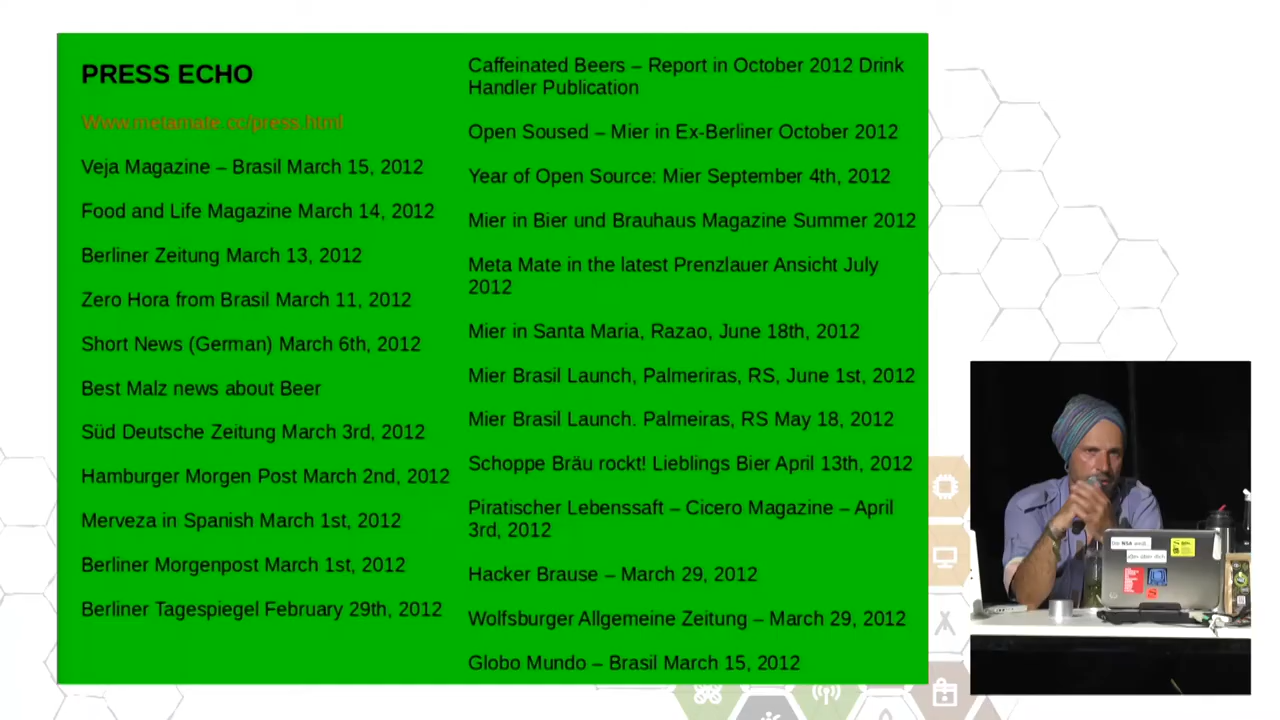 PRESS ECHO
Www.metamate.cc/press.html
Veja Magazine – Brasil March 15, 2012
Food and Life Magazine March 14, 2012
Berliner Zeitung March 13, 2012
Zero Hora from Brasil March 11, 2012
Short News (German) March 6th, 2012
Best Malz news about Beer
Süd Deutsche Zeitung March 3rd, 2012
Hamburger Morgen Post March 2nd, 2012
Merveza in Spanish March 1st, 2012
Berliner Morgenpost March 1st, 2012
Berliner Tagespiegel February 29th, 2012
Caffeinated Beers – Report in October 2012 Drink
Handler Publication
Open Soused – Mier in Ex-Berliner October 2012
Year of Open Source: Mier September 4th, 2012
Mier in Bier und Brauhaus Magazine Summer 2012
Meta Mate in the latest Prenzlauer Ansicht July
2012
Mier in Santa Maria, Razao, June 18th, 2012
Mier Brasil Launch, Palmeriras, RS, June 1st, 2012
Mier Brasil Launch. Palmeiras, RS May 18, 2012
Schoppe Bräu rockt! Lieblings Bier April 13th, 2012
Piratischer Lebenssaft – Cicero Magazine – April
3rd, 2012
Hacker Brause – March 29, 2012
Wolfsburger Allgemeine Zeitung – March 29, 2012
Globo Mundo – Brasil March 15, 2012